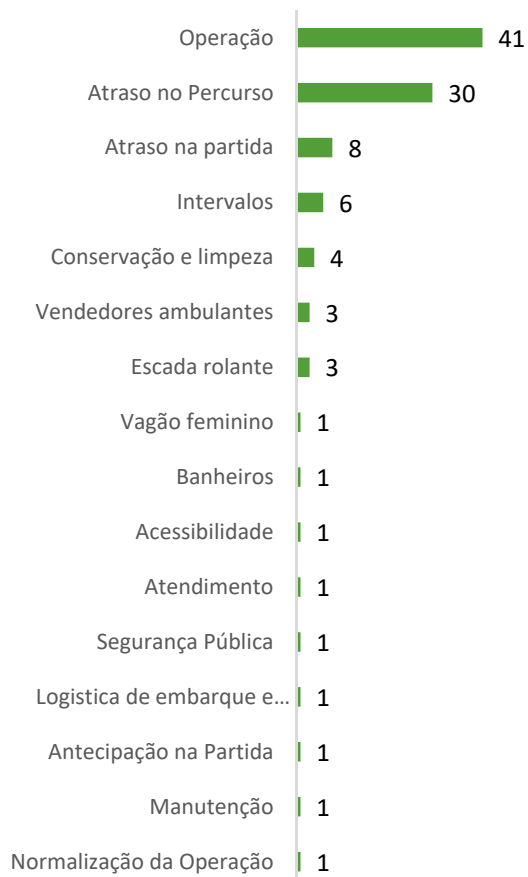 Operação 41
Atraso no Percurso 30
Atraso na partida 8
Intervalos 6
Conservação e limpeza 4
Vendedores ambulantes 3
Escada rolante 3
Vagão feminino 1
Banheiros 1
Acessibilidade 1
Atendimento 1
Segurança Pública 1
Logistica de embarque e... 1
Antecipação na Partida 1
Manutenção 1
Normalização da Operação 1